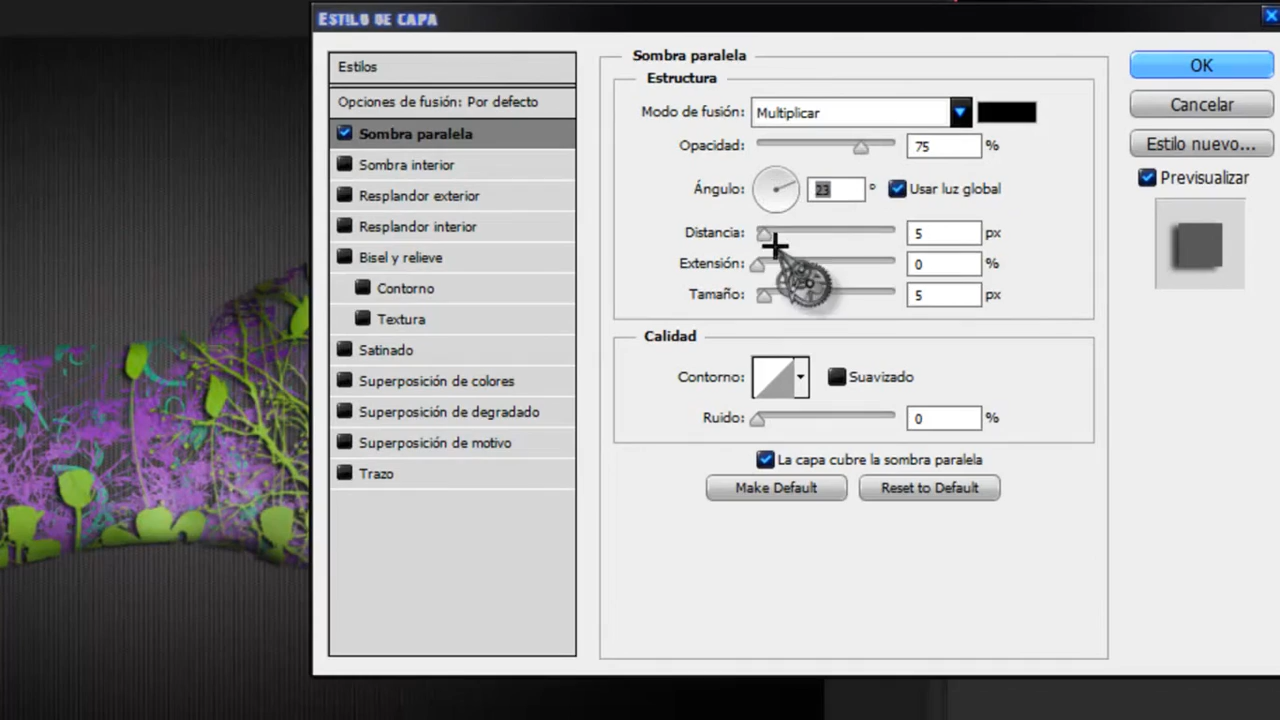 ESTILO DE CAPA
Estilos
Opciones de fusión: Por defecto
Sombra paralela
Sombra interior
Resplandor exterior
Resplandor interior
Bisel y relieve
Contorno
Textura
Satinado
Superposición de colores
Superposición de degradado
Superposición de motivo
Trazo
Sombra paralela
Estructura
Modo de fusión: Multiplicar
Opacidad: 75 %
Ángulo: 23 ° Usar luz global
Distancia: 5 px
Extensión: 0 %
Tamaño: 5 px
Calidad
Contorno: Suavizado
Ruido: 0 %
La capa cubre la sombra paralela
Make Default Reset to Default
OK
Cancelar
Estilo nuevo...
Previsualizar